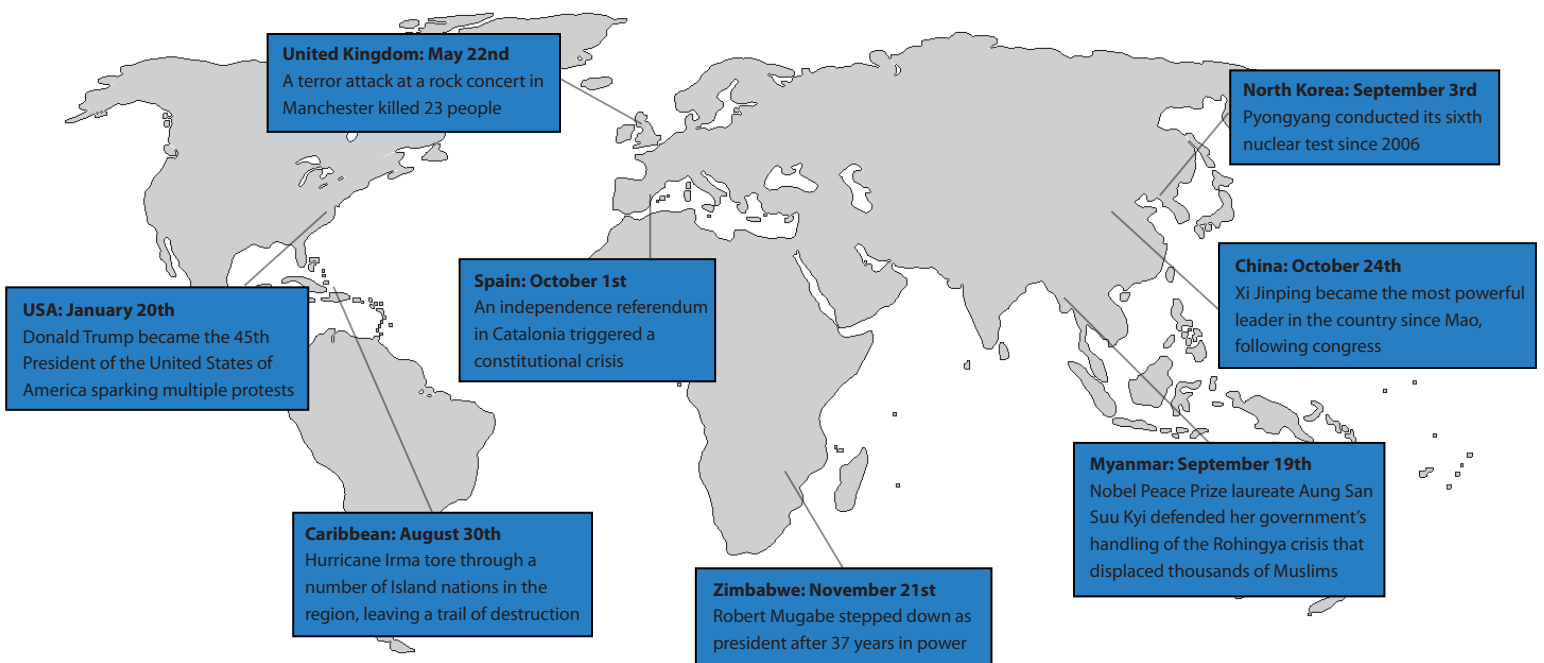 United Kingdom: May 22nd
A terror attack at a rock concert in
Manchester killed 23 people
North Korea: September 3rd
Pyongyang conducted its sixth
nuclear test since 2006
USA: January 20th
Donald Trump became the 45th
President of the United States of
America sparking multiple protests
Spain: October 1st
An independence referendum
in Catalonia triggered a
constitutional crisis
China: October 24th
Xi Jinping became the most powerful
leader in the country since Mao,
following congress
Caribbean: August 30th
Hurricane Irma tore through a
number of Island nations in the
region, leaving a trail of destruction
Zimbabwe: November 21st
Robert Mugabe stepped down as
president after 37 years in power
Myanmar: September 19th
Nobel Peace Prize laureate Aung San
Suu Kyi defended her government’s
handling of the Rohingya crisis that
displaced thousands of Muslims